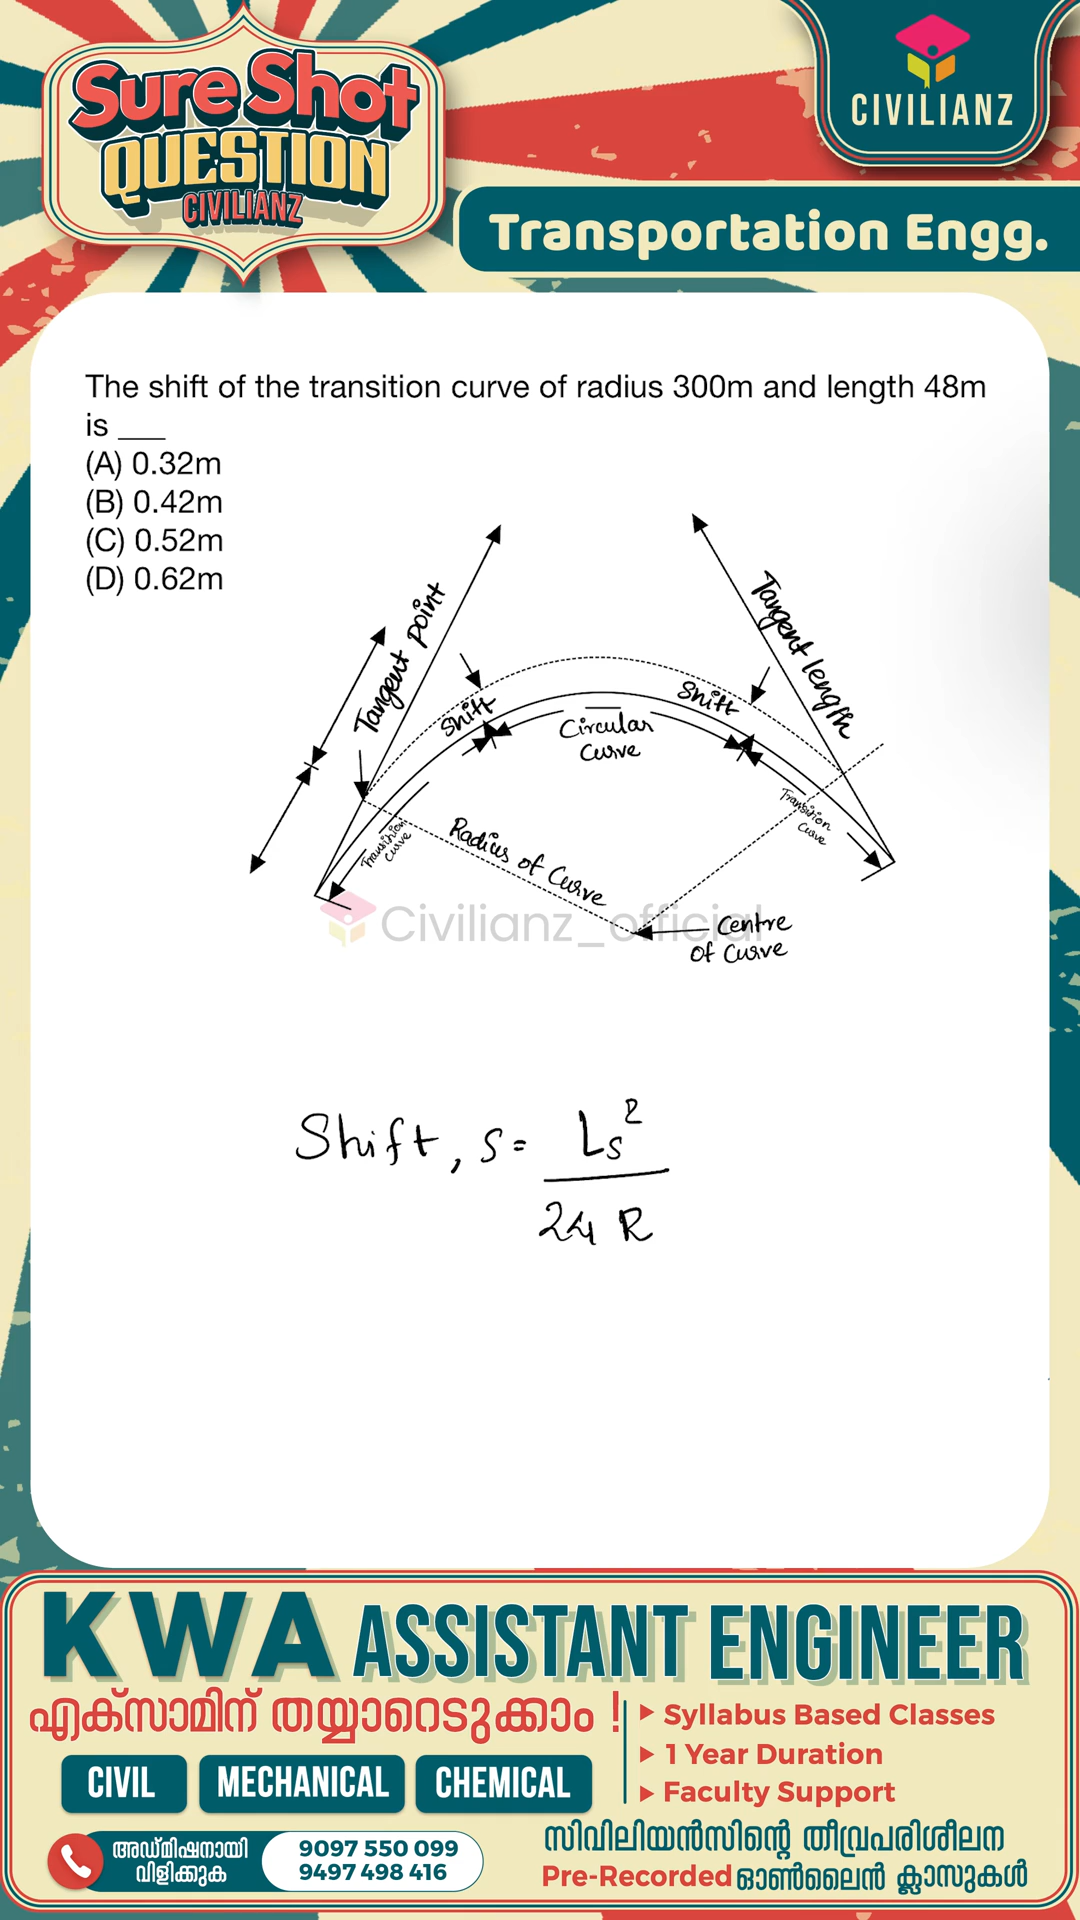 Sure Shot
QUESTION
CIVILIANZ
CIVILIANZ
Transportation Engg.
The shift of the transition curve of radius 300m and length 48m
is ___
(A) 0.32m
(B) 0.42m
(C) 0.52m
(D) 0.62m
Tangent point
Tangent length
Shift
Shift
Circular
Curve
Transition
Curve
Transition
Curve
Radius of Curve
Civilianz_official
Centre
of Curve
Shift, S = Ls²
24 R
KWA ASSISTANT ENGINEER
എക്സാമിന് തയ്യാറെടുക്കാം !
Syllabus Based Classes
1 Year Duration
Faculty Support
CIVIL
MECHANICAL
CHEMICAL
അഡ്മിഷനായി
വിളിക്കുക
9097 550 099
9497 498 416
സിവിലിയൻസിന്റെ തീവ്രപരിശീലന
Pre-Recorded ഓൺലൈൻ ക്ലാസുകൾ